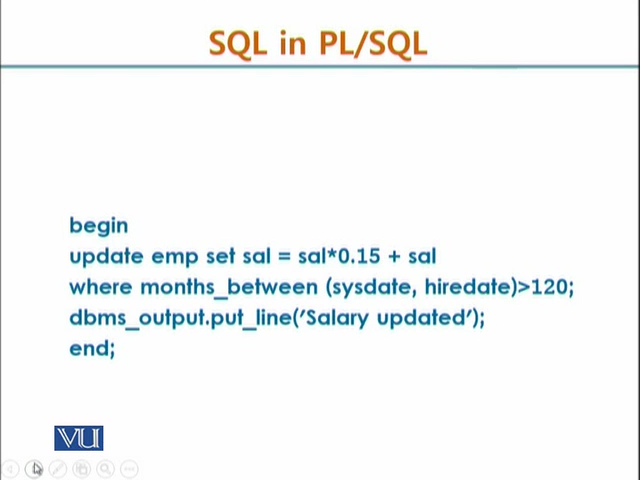 SQL in PL/SQL
begin
update emp set sal = sal*0.15 + sal
where months_between (sysdate, hiredate)>120;
dbms_output.put_line('Salary updated');
end;
VU